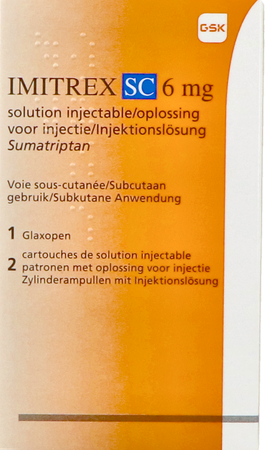 GSK
IMITREX SC 6 mg
solution injectable/oplossing
voor injectie/Injektionslösung
Sumatriptan
Voie sous-cutanée/Subcutaan
gebruik/Subkutane Anwendung
1 Glaxopen
2 cartouches de solution injectable
patronen met oplossing voor injectie
Zylinderampullen mit Injektionslösung